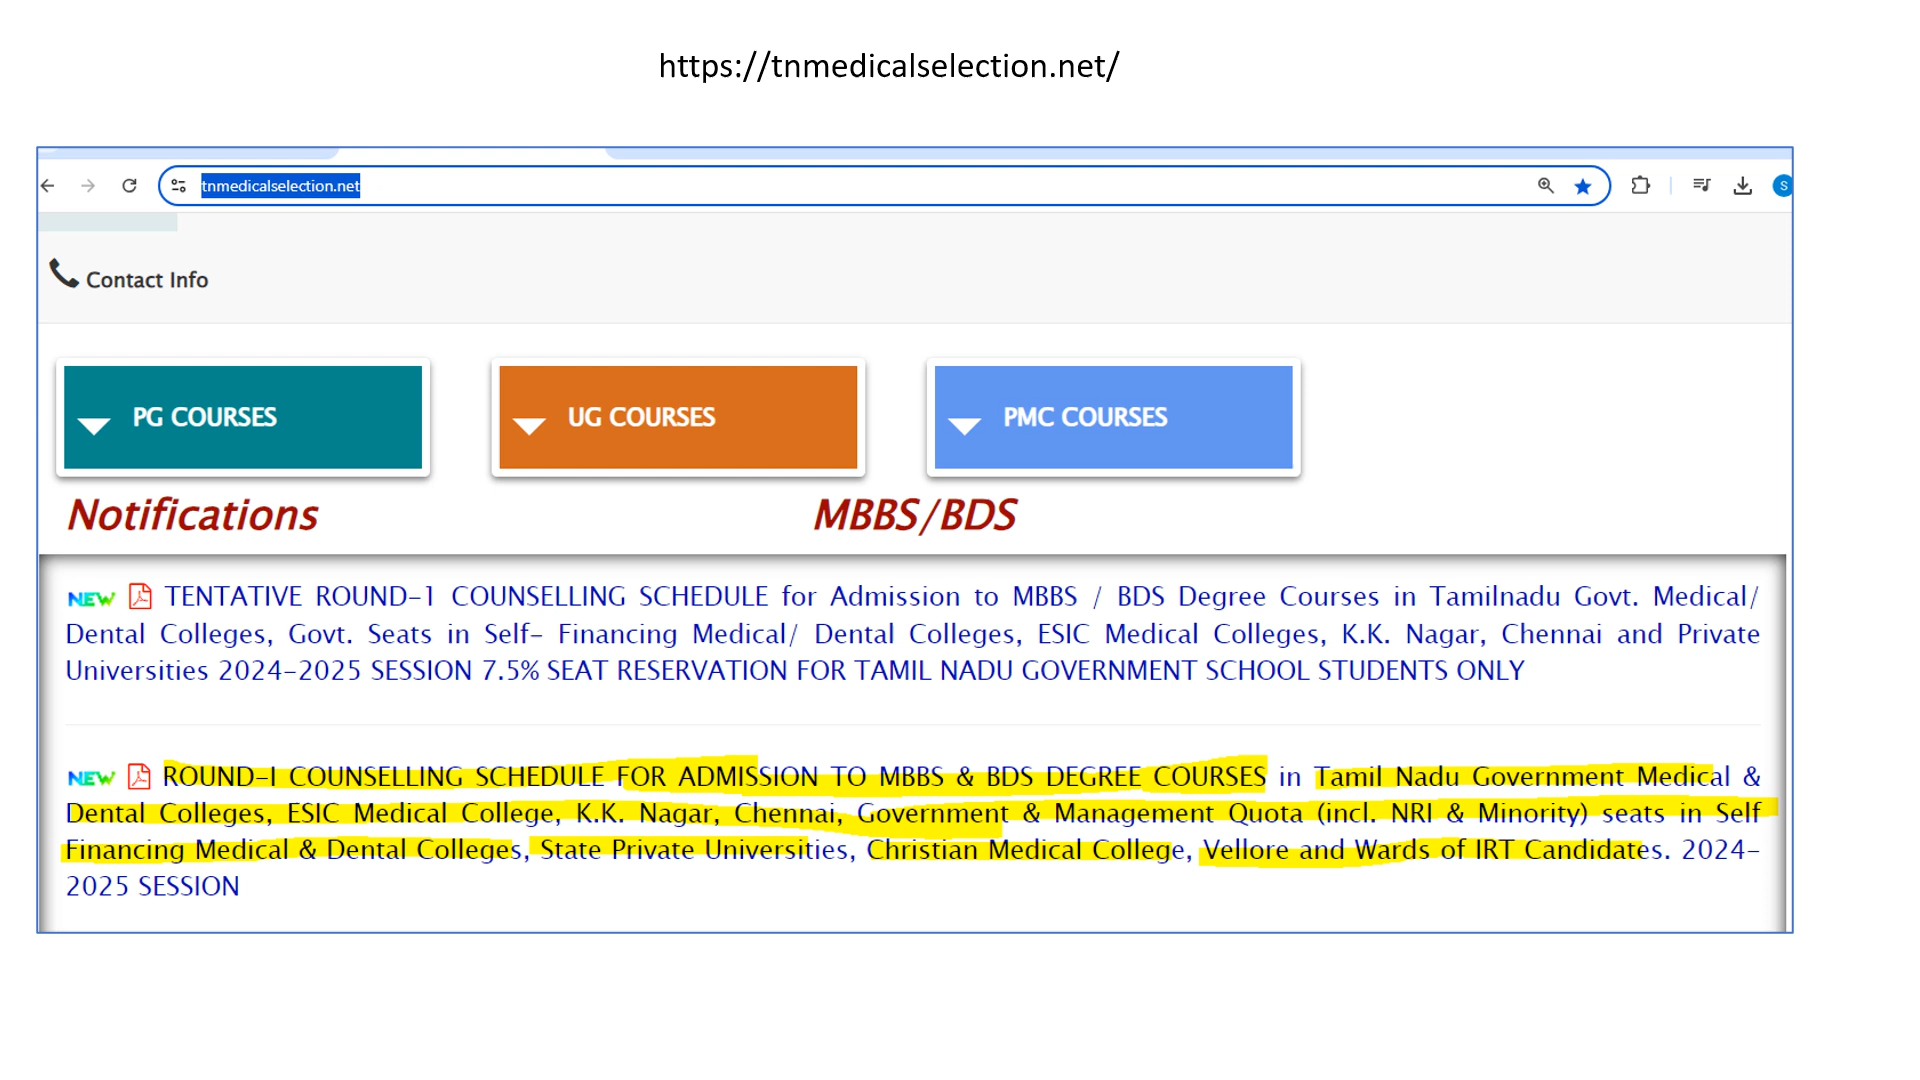 https://tnmedicalselection.net/
tnmedicalselection.net
S
Contact Info
PG COURSES
UG COURSES
PMC COURSES
Notifications
MBBS/BDS
NEW TENTATIVE ROUND-1 COUNSELLING SCHEDULE for Admission to MBBS / BDS Degree Courses in Tamilnadu Govt. Medical/
Dental Colleges, Govt. Seats in Self- Financing Medical/ Dental Colleges, ESIC Medical Colleges, K.K. Nagar, Chennai and Private
Universities 2024-2025 SESSION 7.5% SEAT RESERVATION FOR TAMIL NADU GOVERNMENT SCHOOL STUDENTS ONLY
NEW ROUND-I COUNSELLING SCHEDULE FOR ADMISSION TO MBBS & BDS DEGREE COURSES in Tamil Nadu Government Medical &
Dental Colleges, ESIC Medical College, K.K. Nagar, Chennai, Government & Management Quota (incl. NRI & Minority) seats in Self
Financing Medical & Dental Colleges, State Private Universities, Christian Medical College, Vellore and Wards of IRT Candidates. 2024-
2025 SESSION